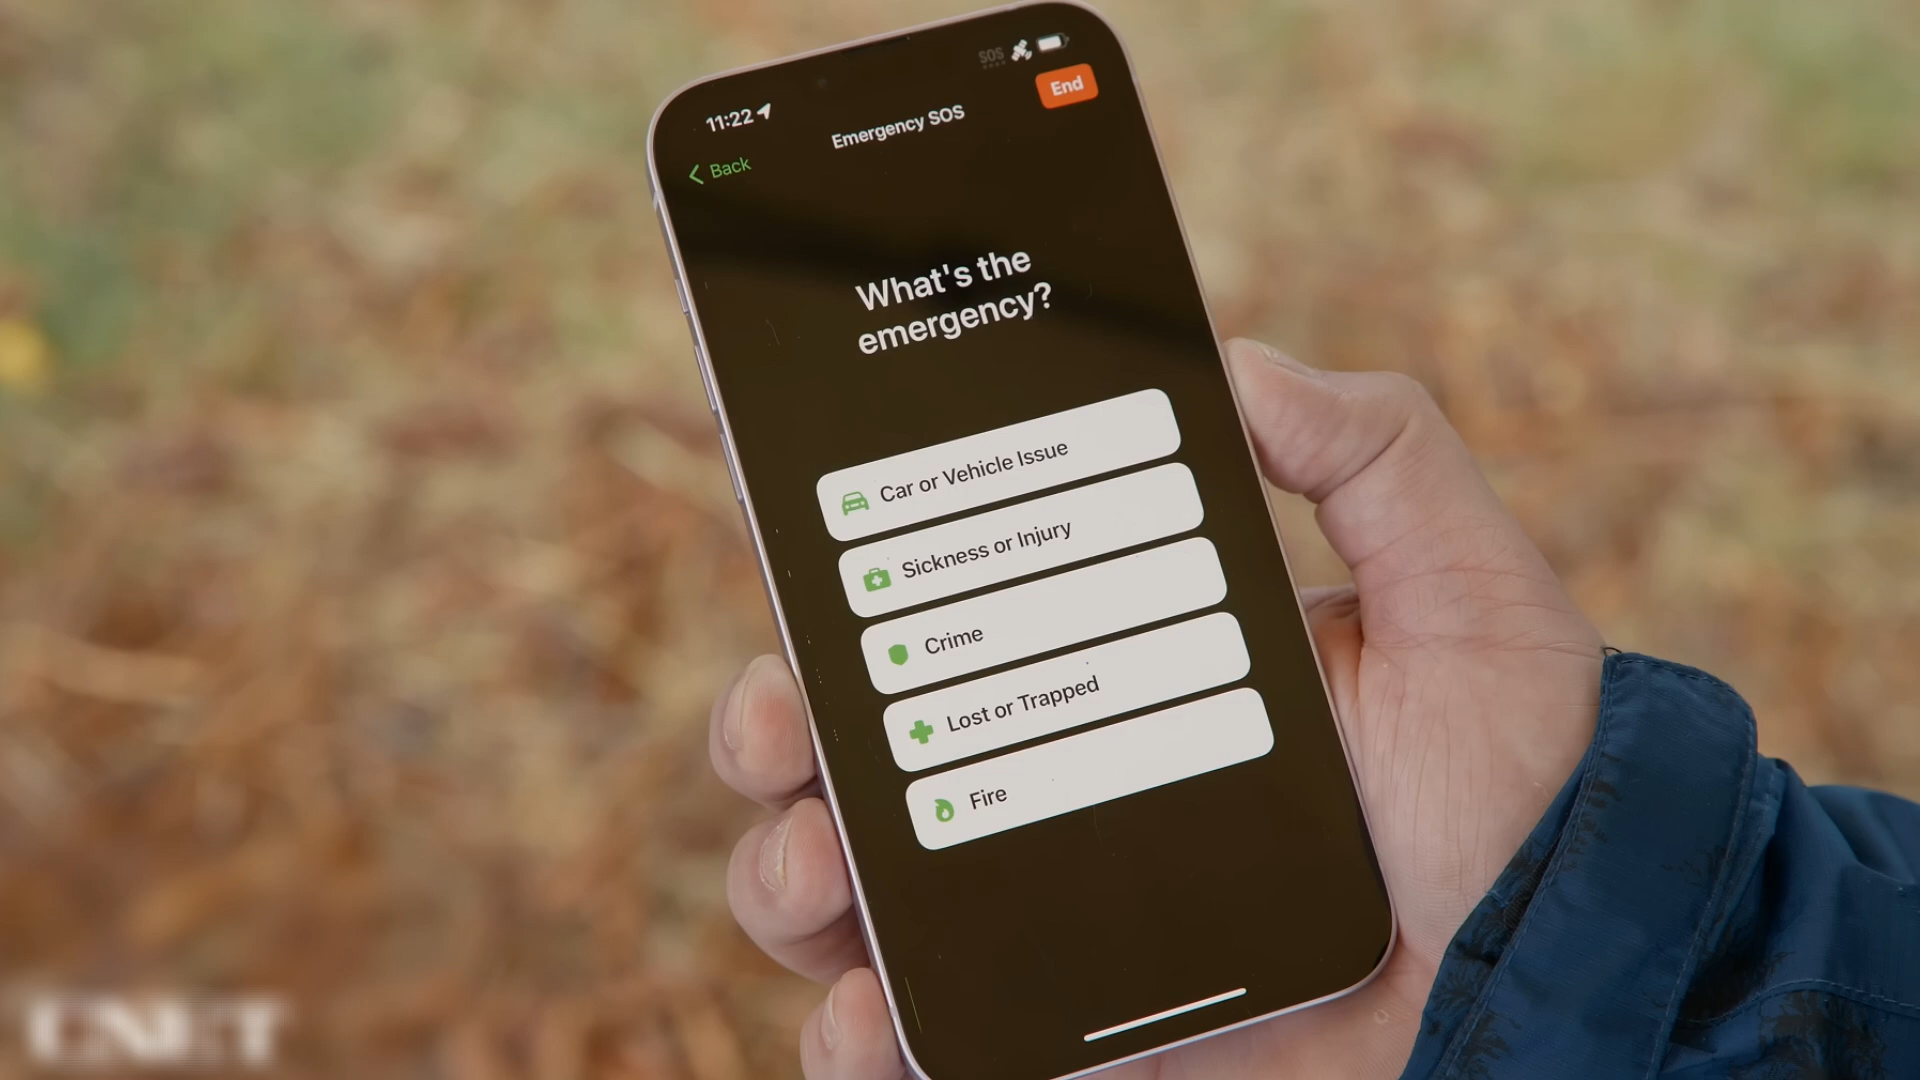 SOS
11:22
End
Emergency SOS
Back
What's the
emergency?
Car or Vehicle Issue
Sickness or Injury
Crime
Lost or Trapped
Fire
CNET